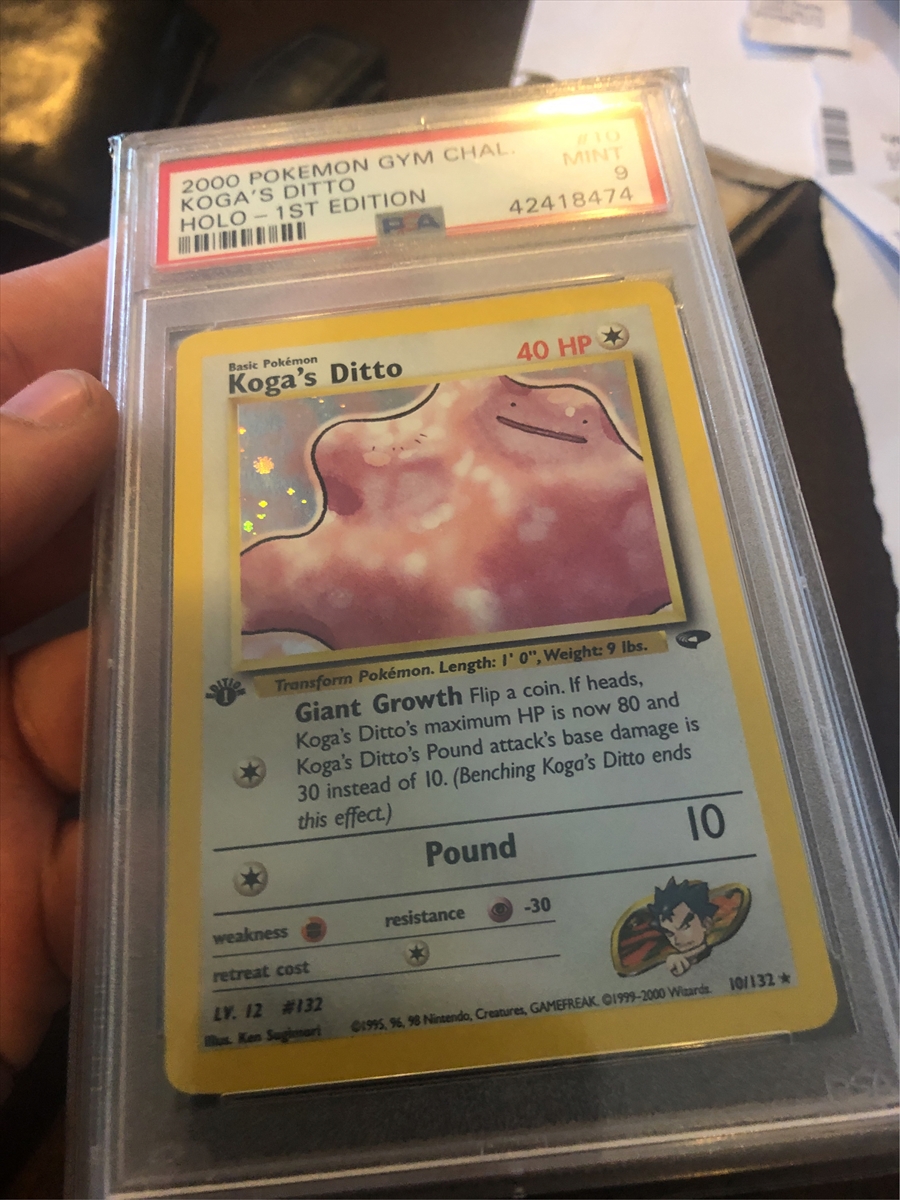 2000 POKEMON GYM CHAL.
#10
KOGA'S DITTO
MINT
HOLO - 1ST EDITION
9
PSA
42418474
Basic Pokémon
Koga's Ditto
40 HP
Transform Pokémon. Length: 1' 0", Weight: 9 lbs.
EDITION
1
Giant Growth Flip a coin. If heads,
Koga's Ditto's maximum HP is now 80 and
Koga's Ditto's Pound attack's base damage is
30 instead of 10. (Benching Koga's Ditto ends
this effect.)
Pound
10
weakness
resistance
-30
retreat cost
LV. 12 #132
Illus. Ken Sugimori
©1995, 96, 98 Nintendo, Creatures, GAMEFREAK. ©1999-2000 Wizards.
10/132 ★